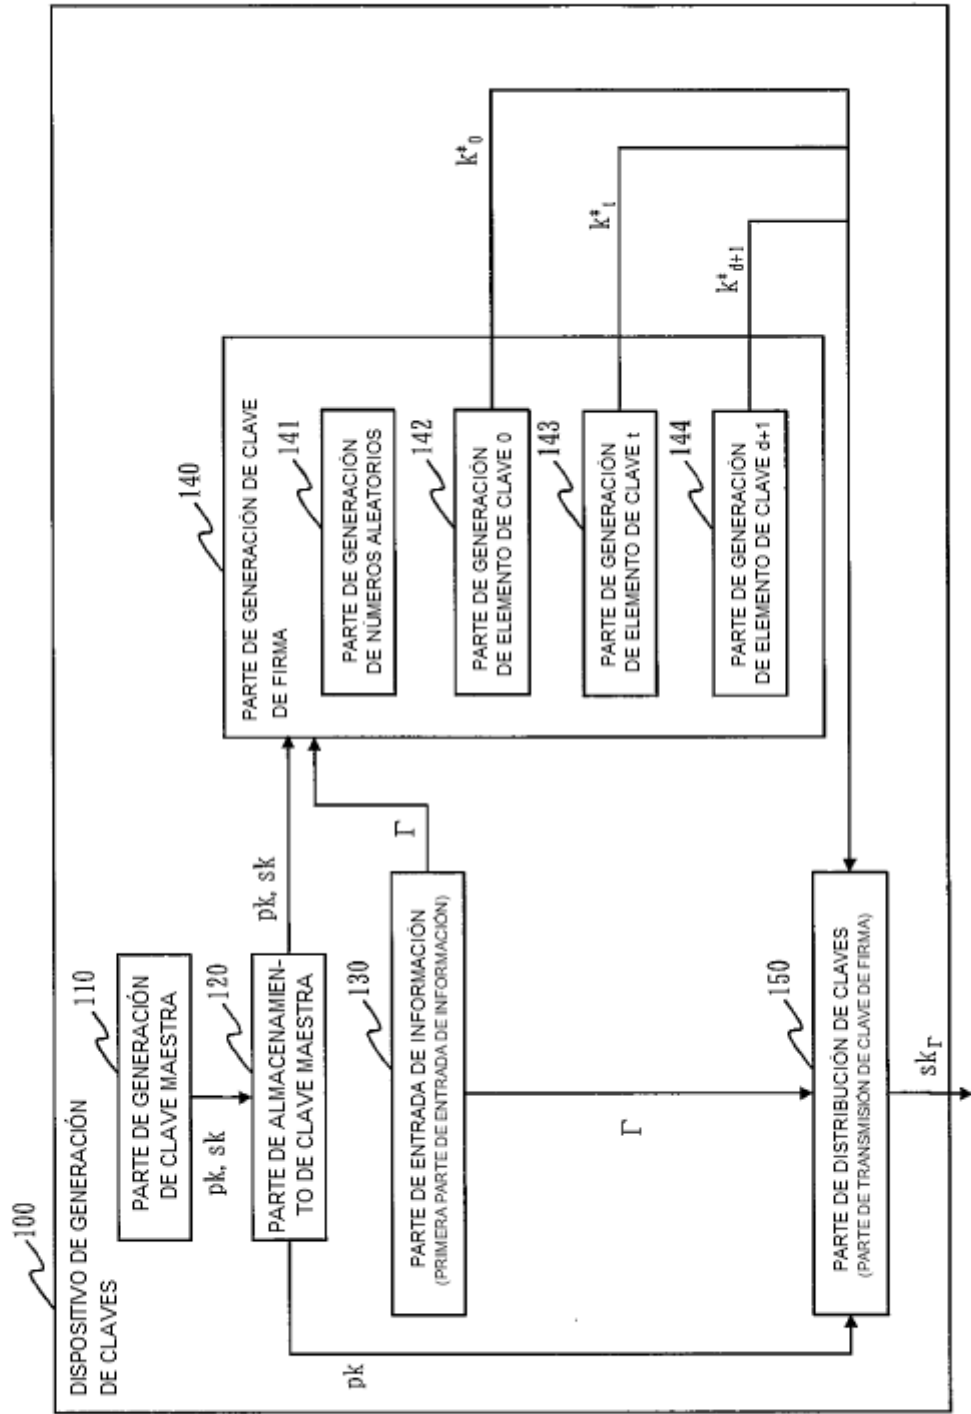 100
DISPOSITIVO DE GENERACIÓN
DE CLAVES
110
PARTE DE GENERACIÓN
DE CLAVE MAESTRA
pk, sk
120
PARTE DE ALMACENAMIEN-
TO DE CLAVE MAESTRA
pk, sk
pk
130
PARTE DE ENTRADA DE INFORMACIÓN
(PRIMERA PARTE DE ENTRADA DE INFORMACIÓN)
Γ
Γ
140
PARTE DE GENERACIÓN DE CLAVE
DE FIRMA
141
PARTE DE GENERACIÓN
DE NÚMEROS ALEATORIOS
142
PARTE DE GENERACIÓN
DE ELEMENTO DE CLAVE 0
k*0
143
PARTE DE GENERACIÓN
DE ELEMENTO DE CLAVE t
k*t
144
PARTE DE GENERACIÓN
DE ELEMENTO DE CLAVE d+1
k*d+1
150
PARTE DE DISTRIBUCIÓN DE CLAVES
(PARTE DE TRANSMISIÓN DE CLAVE DE FIRMA)
skΓ